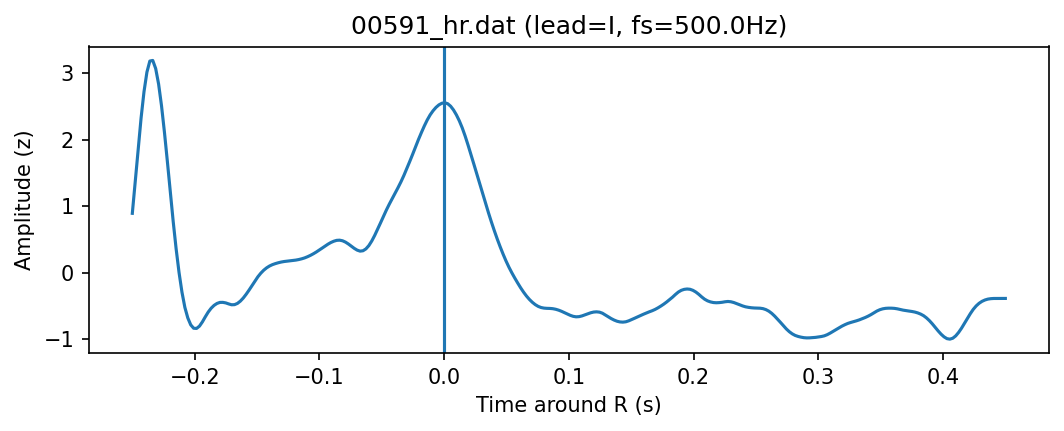 00591_hr.dat (lead=I, fs=500.0Hz)
Amplitude (z)
3
2
1
0
−1
−0.2 −0.1 0.0 0.1 0.2 0.3 0.4
Time around R (s)